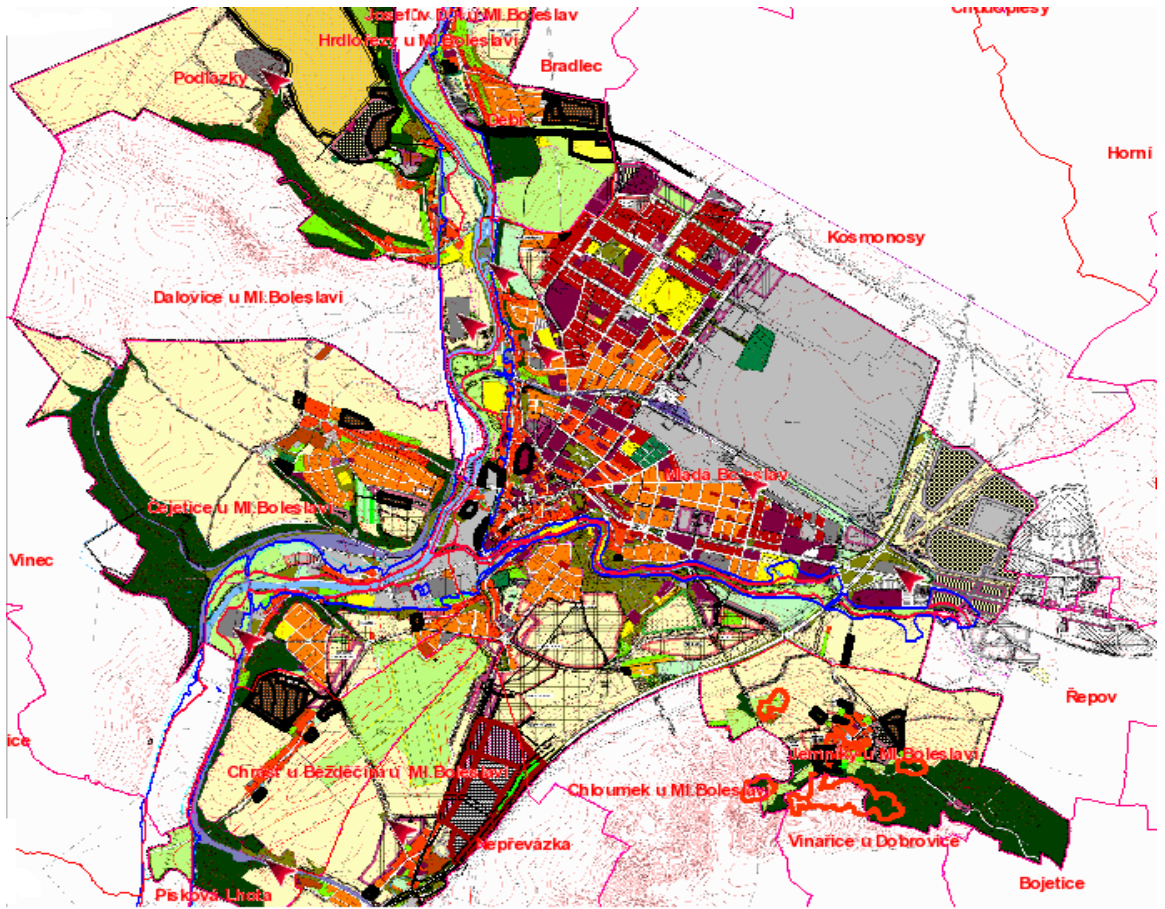 Josefův Důl u Ml.Boleslav
Chudoplesy
Hrdlořezy u Ml.Boleslavi
Bradlec
Podlázky
Debř
Horní
Kosmonosy
Dalovice u Ml.Boleslavi
Mladá Boleslav
Čejetice u Ml.Boleslavi
Vinec
Řepov
ice
Jemníky u Ml.Boleslavi
Chrást u Bezděčína u Ml.Boleslavi
Chloumek u Ml.Boleslavi
Nepřevázka
Vinařice u Dobrovice
Bojetice
Písková Lhota